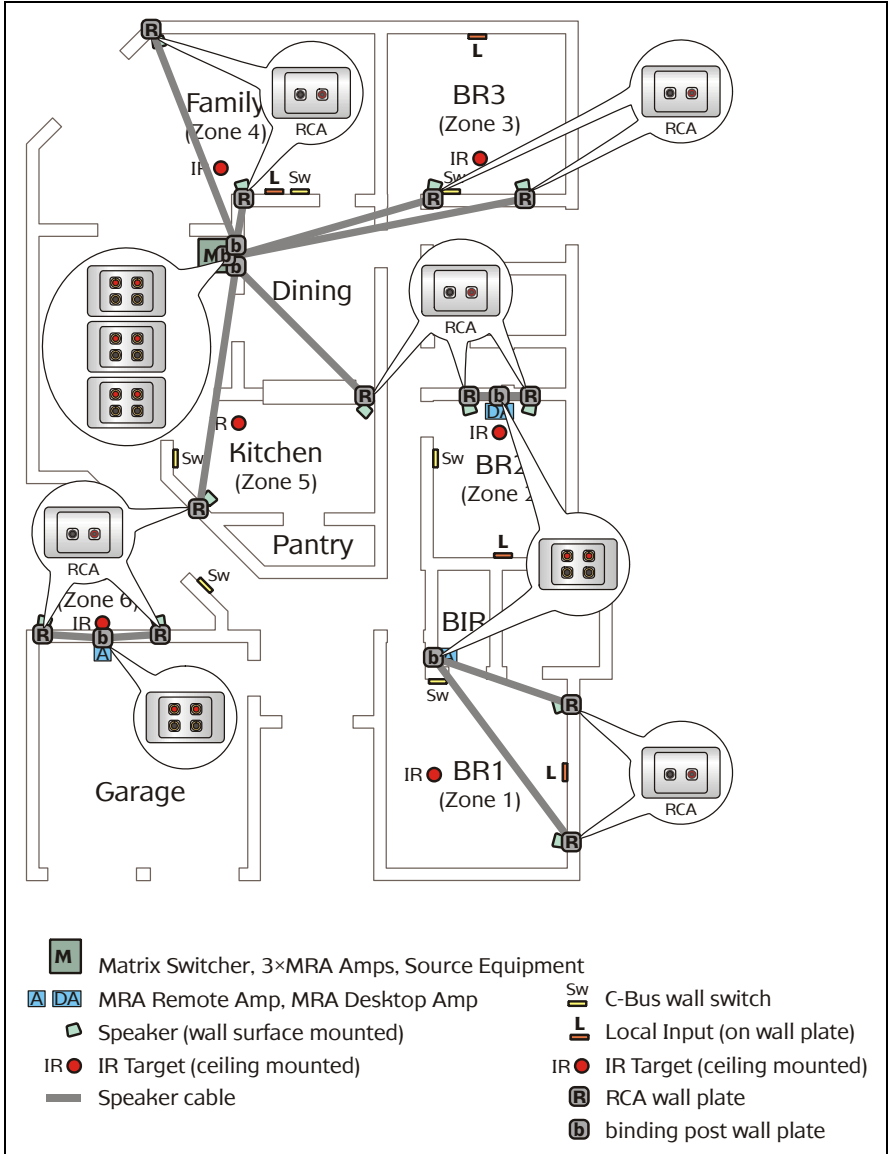 R
L
Family
(Zone 4)
RCA
BR3
(Zone 3)
RCA
IR
IR
L
Sw
Sw
R
R
R
b
M
b
b
Dining
RCA
R
R
b
R
DA
IR
R
Kitchen
(Zone 5)
Sw
Sw
BR2
(Zone 2
R
Pantry
L
RCA
Sw
(Zone 6)
IR
R
b
R
A
BIR
b
A
Sw
R
Garage
IR
BR1
(Zone 1)
L
RCA
R
M
Matrix Switcher, 3×MRA Amps, Source Equipment
A DA MRA Remote Amp, MRA Desktop Amp
Sw C-Bus wall switch
Speaker (wall surface mounted)
L Local Input (on wall plate)
IR IR Target (ceiling mounted)
IR IR Target (ceiling mounted)
Speaker cable
R RCA wall plate
b binding post wall plate